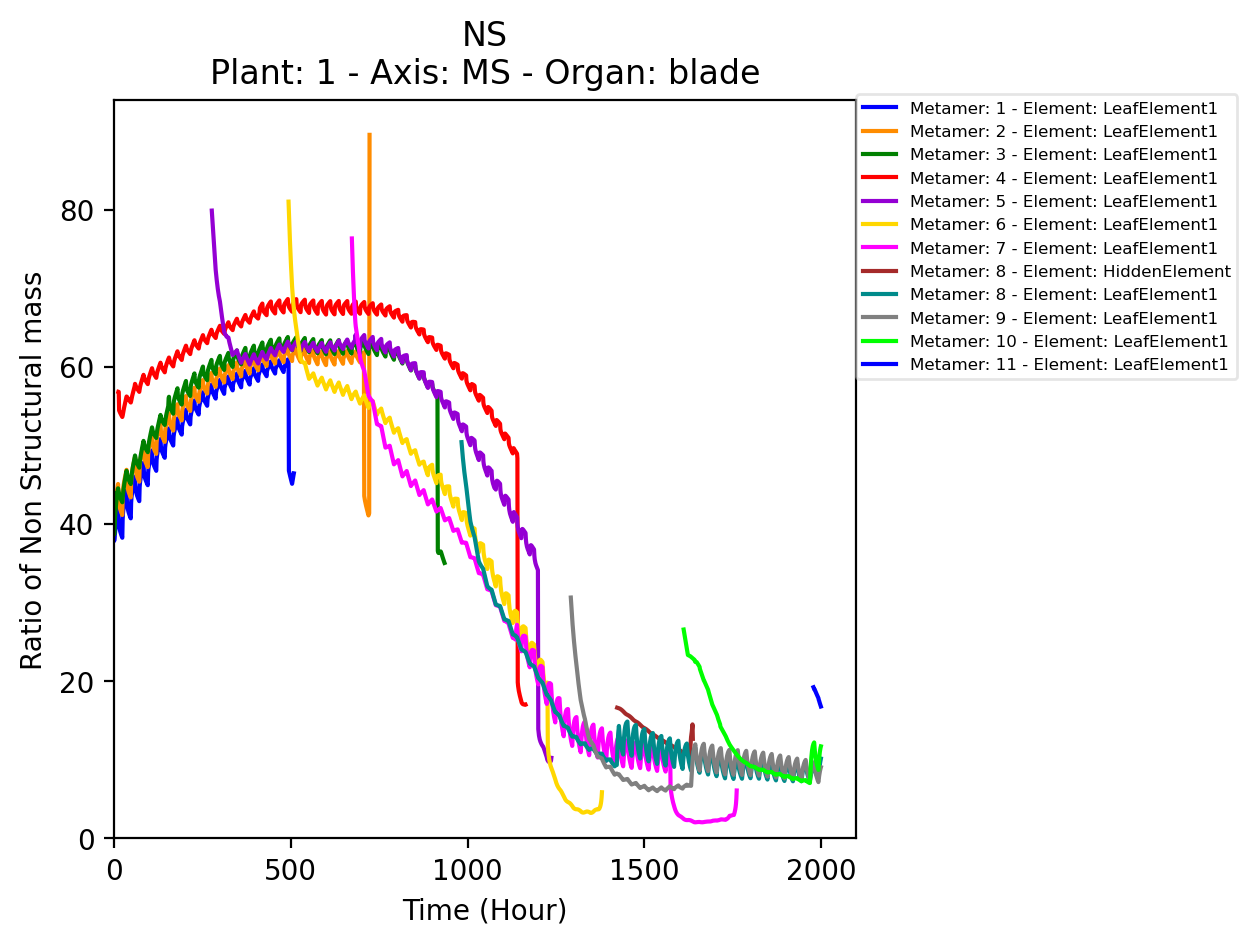 NS
Plant: 1 - Axis: MS - Organ: blade
Ratio of Non Structural mass
80
60
40
20
0
0 500 1000 1500 2000
Time (Hour)
Metamer: 1 - Element: LeafElement1
Metamer: 2 - Element: LeafElement1
Metamer: 3 - Element: LeafElement1
Metamer: 4 - Element: LeafElement1
Metamer: 5 - Element: LeafElement1
Metamer: 6 - Element: LeafElement1
Metamer: 7 - Element: LeafElement1
Metamer: 8 - Element: HiddenElement
Metamer: 8 - Element: LeafElement1
Metamer: 9 - Element: LeafElement1
Metamer: 10 - Element: LeafElement1
Metamer: 11 - Element: LeafElement1